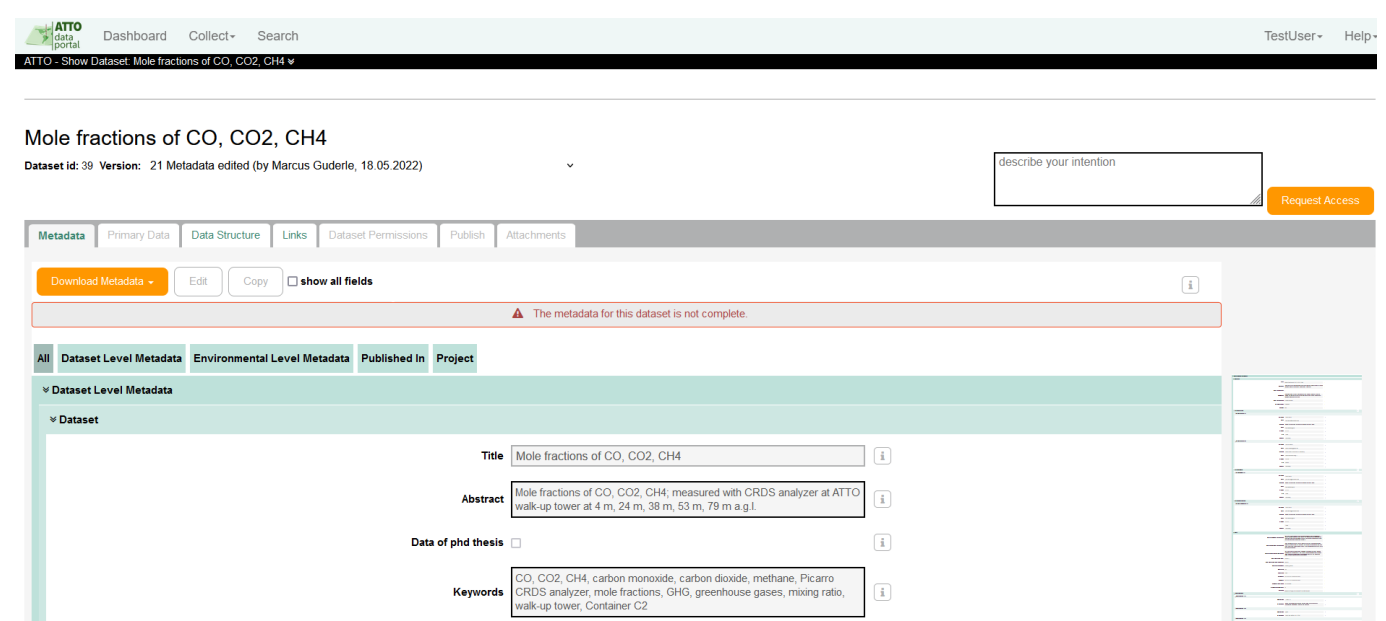 ATTO
data
portal
Dashboard Collect Search TestUser Help
ATTO - Show Dataset: Mole fractions of CO, CO2, CH4
Mole fractions of CO, CO2, CH4
Dataset id: 39 Version: 21 Metadata edited (by Marcus Guderle, 18.05.2022)
describe your intention
Request Access
Metadata Primary Data Data Structure Links Dataset Permissions Publish Attachments
Download Metadata Edit Copy show all fields i
The metadata for this dataset is not complete.
All Dataset Level Metadata Environmental Level Metadata Published In Project
Dataset Level Metadata
Dataset
Title Mole fractions of CO, CO2, CH4 i
Abstract Mole fractions of CO, CO2, CH4; measured with CRDS analyzer at ATTO
walk-up tower at 4 m, 24 m, 38 m, 53 m, 79 m a.g.l. i
Data of phd thesis i
Keywords CO, CO2, CH4, carbon monoxide, carbon dioxide, methane, Picarro
CRDS analyzer, mole fractions, GHG, greenhouse gases, mixing ratio,
walk-up tower, Container C2 i